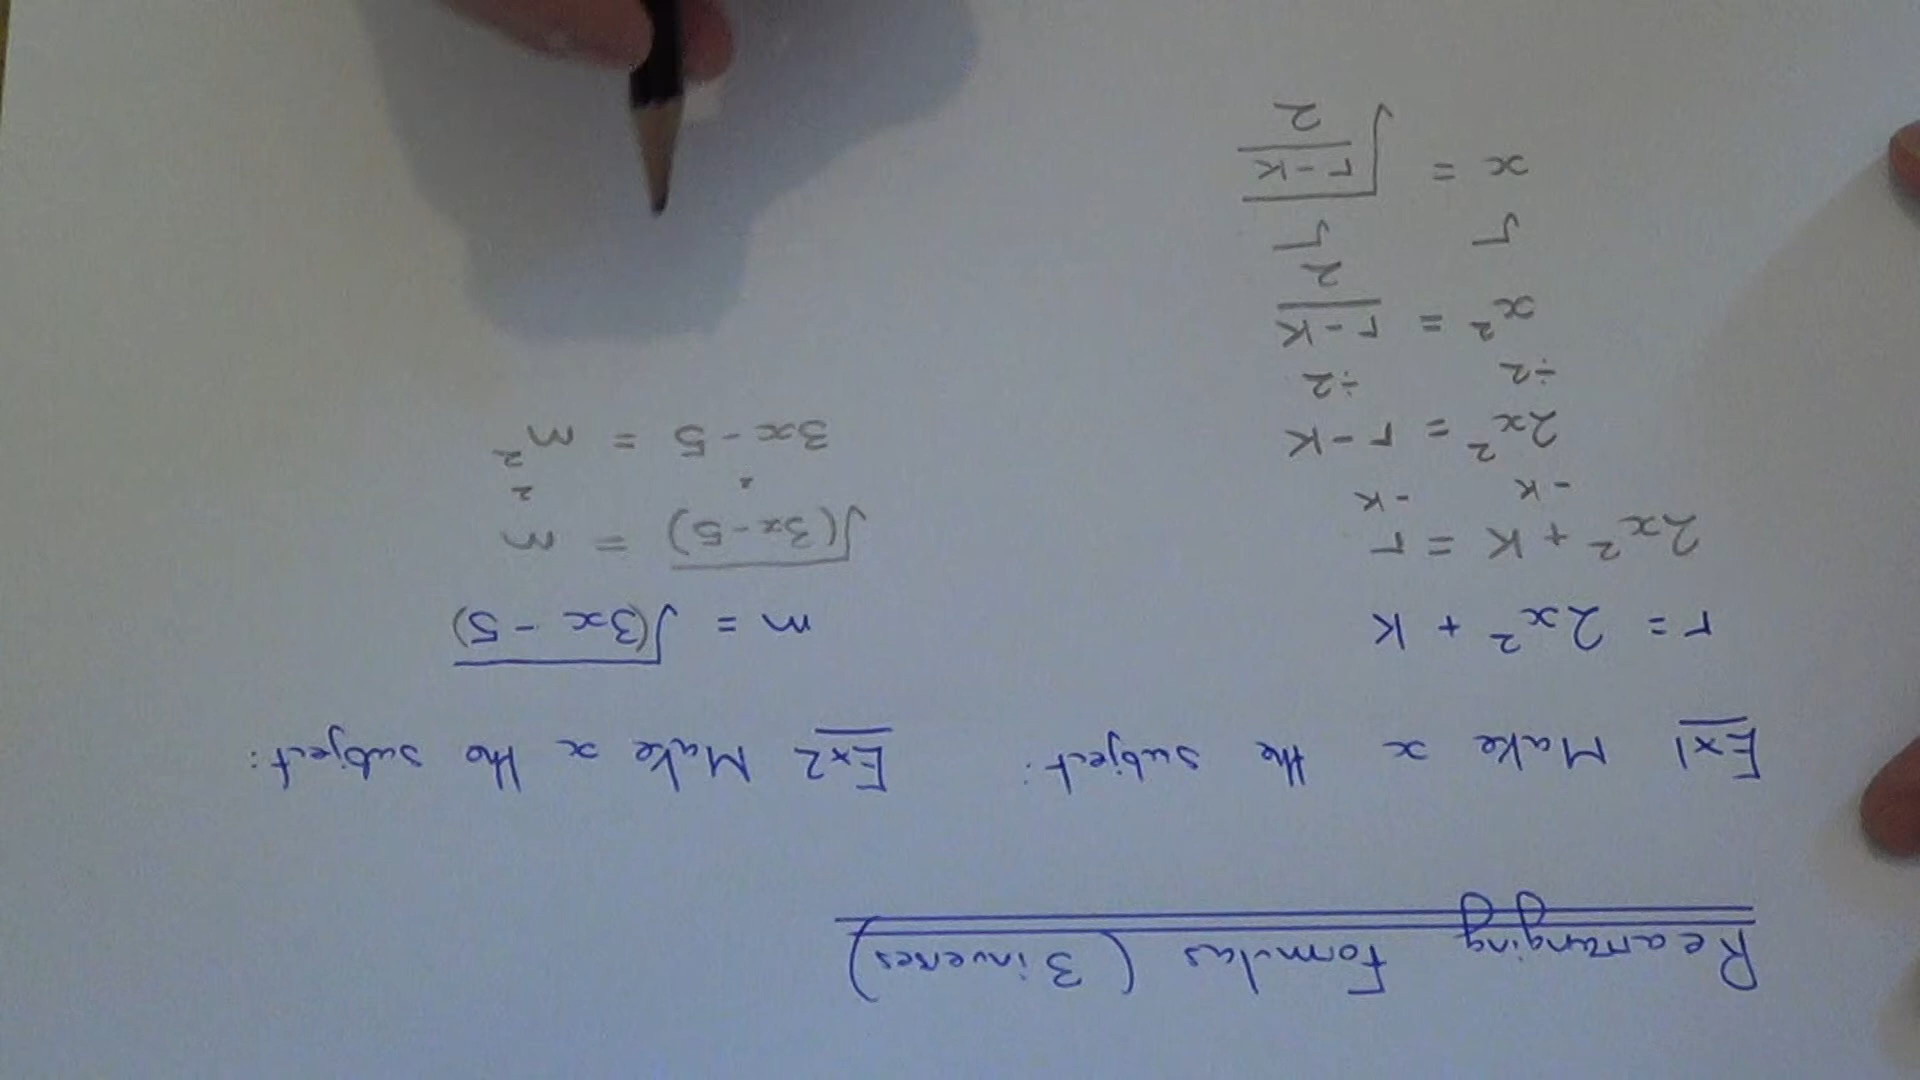 Rearranging Formulas (3 inverses)
Ex1 Make x the subject:
r = 2x² + k
2x² + k = r
-k -k
2x² = r - k
÷2 ÷2
x² = (r - k)/2
√ √
x = √((r - k)/2)
Ex2 Make x the subject:
m = √(3x - 5)
√(3x - 5) = m
2 2
3x - 5 = m²